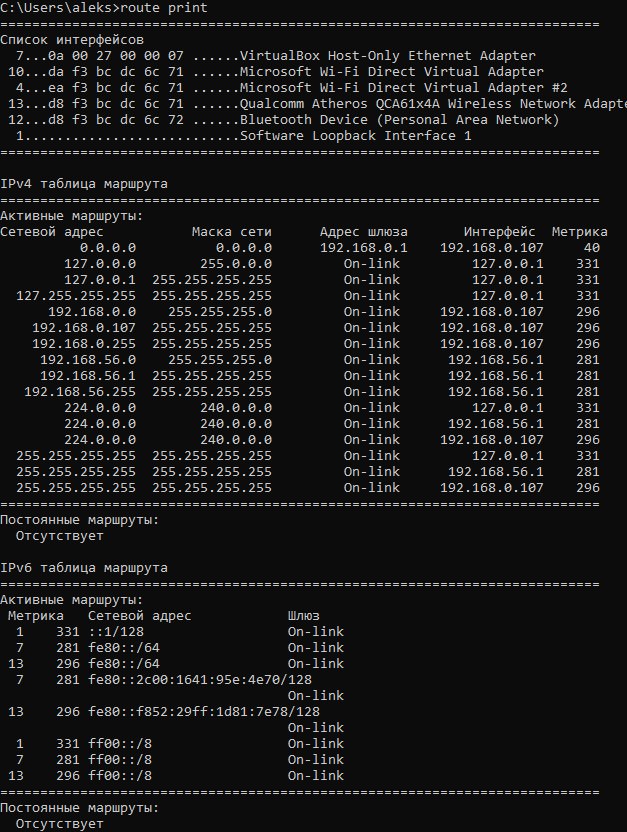 C:\Users\aleks>route print
===========================================================================
Список интерфейсов
  7...0a 00 27 00 00 07 ......VirtualBox Host-Only Ethernet Adapter
 10...da f3 bc dc 6c 71 ......Microsoft Wi-Fi Direct Virtual Adapter
  4...ea f3 bc dc 6c 71 ......Microsoft Wi-Fi Direct Virtual Adapter #2
 13...d8 f3 bc dc 6c 71 ......Qualcomm Atheros QCA61x4A Wireless Network Adapte
 12...d8 f3 bc dc 6c 72 ......Bluetooth Device (Personal Area Network)
  1...........................Software Loopback Interface 1
===========================================================================
IPv4 таблица маршрута
===========================================================================
Активные маршруты:
Сетевой адрес           Маска сети      Адрес шлюза       Интерфейс  Метрика
          0.0.0.0          0.0.0.0      192.168.0.1    192.168.0.107     40
        127.0.0.0        255.0.0.0         On-link         127.0.0.1    331
        127.0.0.1  255.255.255.255         On-link         127.0.0.1    331
  127.255.255.255  255.255.255.255         On-link         127.0.0.1    331
      192.168.0.0    255.255.255.0         On-link     192.168.0.107    296
    192.168.0.107  255.255.255.255         On-link     192.168.0.107    296
    192.168.0.255  255.255.255.255         On-link     192.168.0.107    296
     192.168.56.0    255.255.255.0         On-link      192.168.56.1    281
     192.168.56.1  255.255.255.255         On-link      192.168.56.1    281
   192.168.56.255  255.255.255.255         On-link      192.168.56.1    281
        224.0.0.0        240.0.0.0         On-link         127.0.0.1    331
        224.0.0.0        240.0.0.0         On-link      192.168.56.1    281
        224.0.0.0        240.0.0.0         On-link     192.168.0.107    296
  255.255.255.255  255.255.255.255         On-link         127.0.0.1    331
  255.255.255.255  255.255.255.255         On-link      192.168.56.1    281
  255.255.255.255  255.255.255.255         On-link     192.168.0.107    296
===========================================================================
Постоянные маршруты:
  Отсутствует
IPv6 таблица маршрута
===========================================================================
Активные маршруты:
 Метрика   Сетевой адрес            Шлюз
  1    331 ::1/128                  On-link
  7    281 fe80::/64                On-link
 13    296 fe80::/64                On-link
  7    281 fe80::2c00:1641:95e:4e70/128
                                    On-link
 13    296 fe80::f852:29ff:1d81:7e78/128
                                    On-link
  1    331 ff00::/8                 On-link
  7    281 ff00::/8                 On-link
 13    296 ff00::/8                 On-link
===========================================================================
Постоянные маршруты:
  Отсутствует